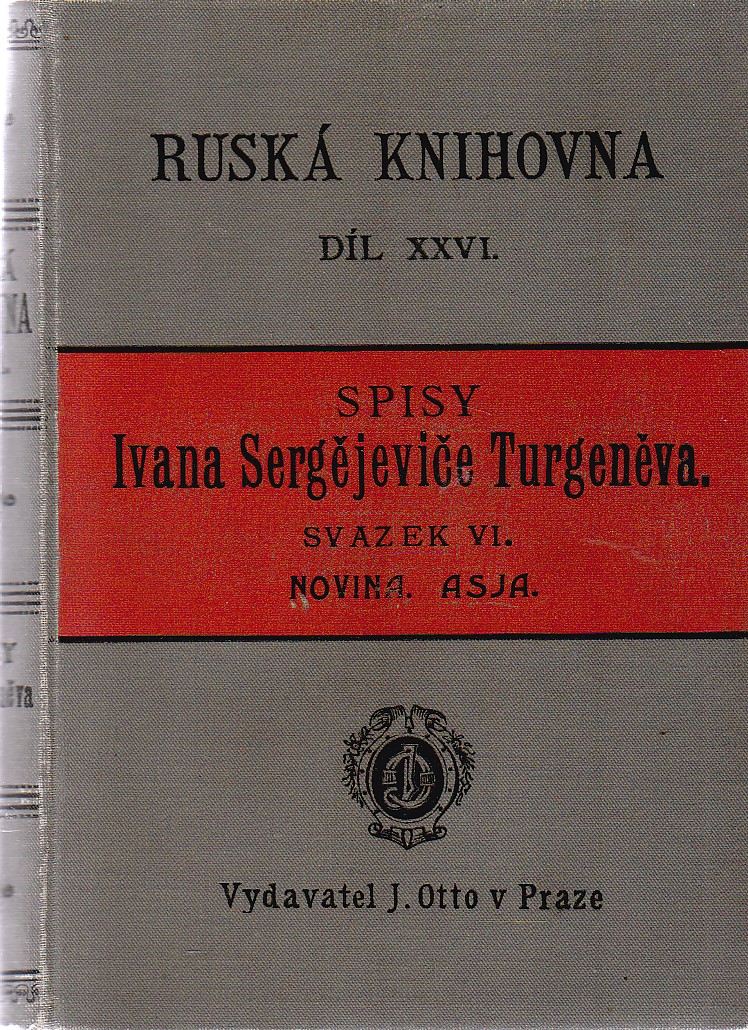 RUSKÁ KNIHOVNA
DÍL XXVI.
SPISY
Ivana Sergějeviče Turgeněva.
SVAZEK VI.
NOVINA. ASJA.
Vydavatel J. Otto v Praze